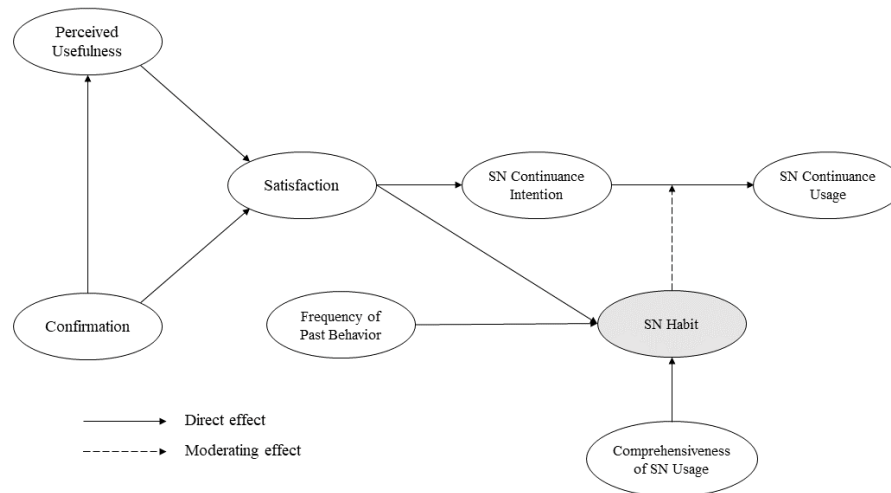 Perceived
Usefulness
Satisfaction
SN Continuance
Intention
SN Continuance
Usage
Confirmation
Frequency of
Past Behavior
SN Habit
Direct effect
Moderating effect
Comprehensiveness
of SN Usage